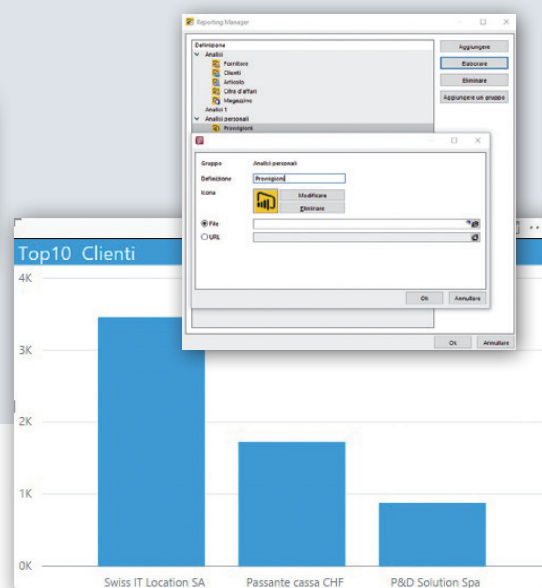 Reporting Manager
Definizione
Analisi
Fornitore
Clienti
Articolo
Cifra d'affari
Magazzino
Analisi 1
Analisi personali
Provvigioni
Aggiungere
Elaborare
Eliminare
Aggiungere un gruppo
Gruppo Analisi personali
Definizione Provvigioni
Icona
Modificare
Eliminare
File
URL
Ok Annullare
Ok Annullare
Top10 Clienti
4K
3K
2K
1K
0K
Swiss IT Location SA Passante cassa CHF P&D Solution Spa